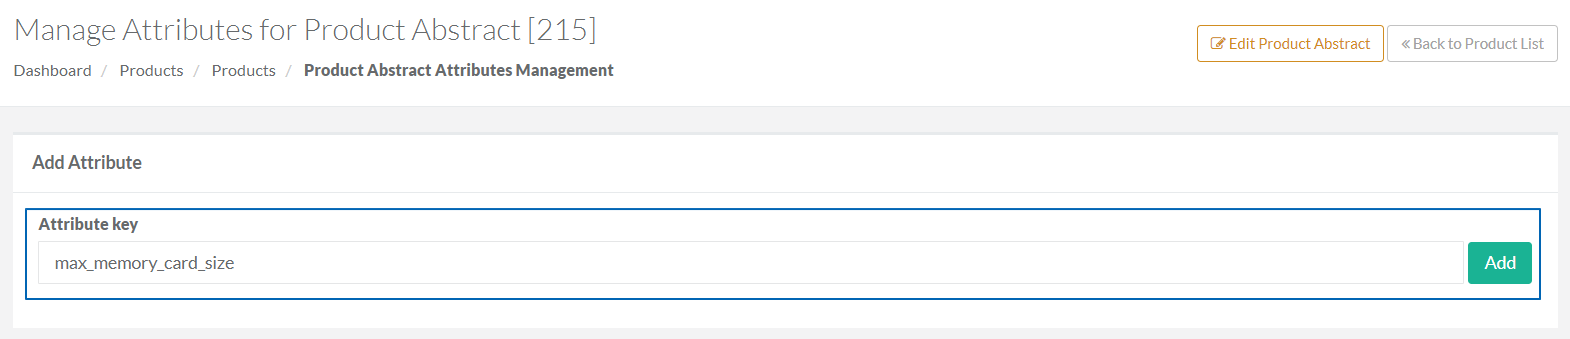 Manage Attributes for Product Abstract [215]
Edit Product Abstract
« Back to Product List
Dashboard / Products / Products / Product Abstract Attributes Management
Add Attribute
Attribute key
max_memory_card_size
Add